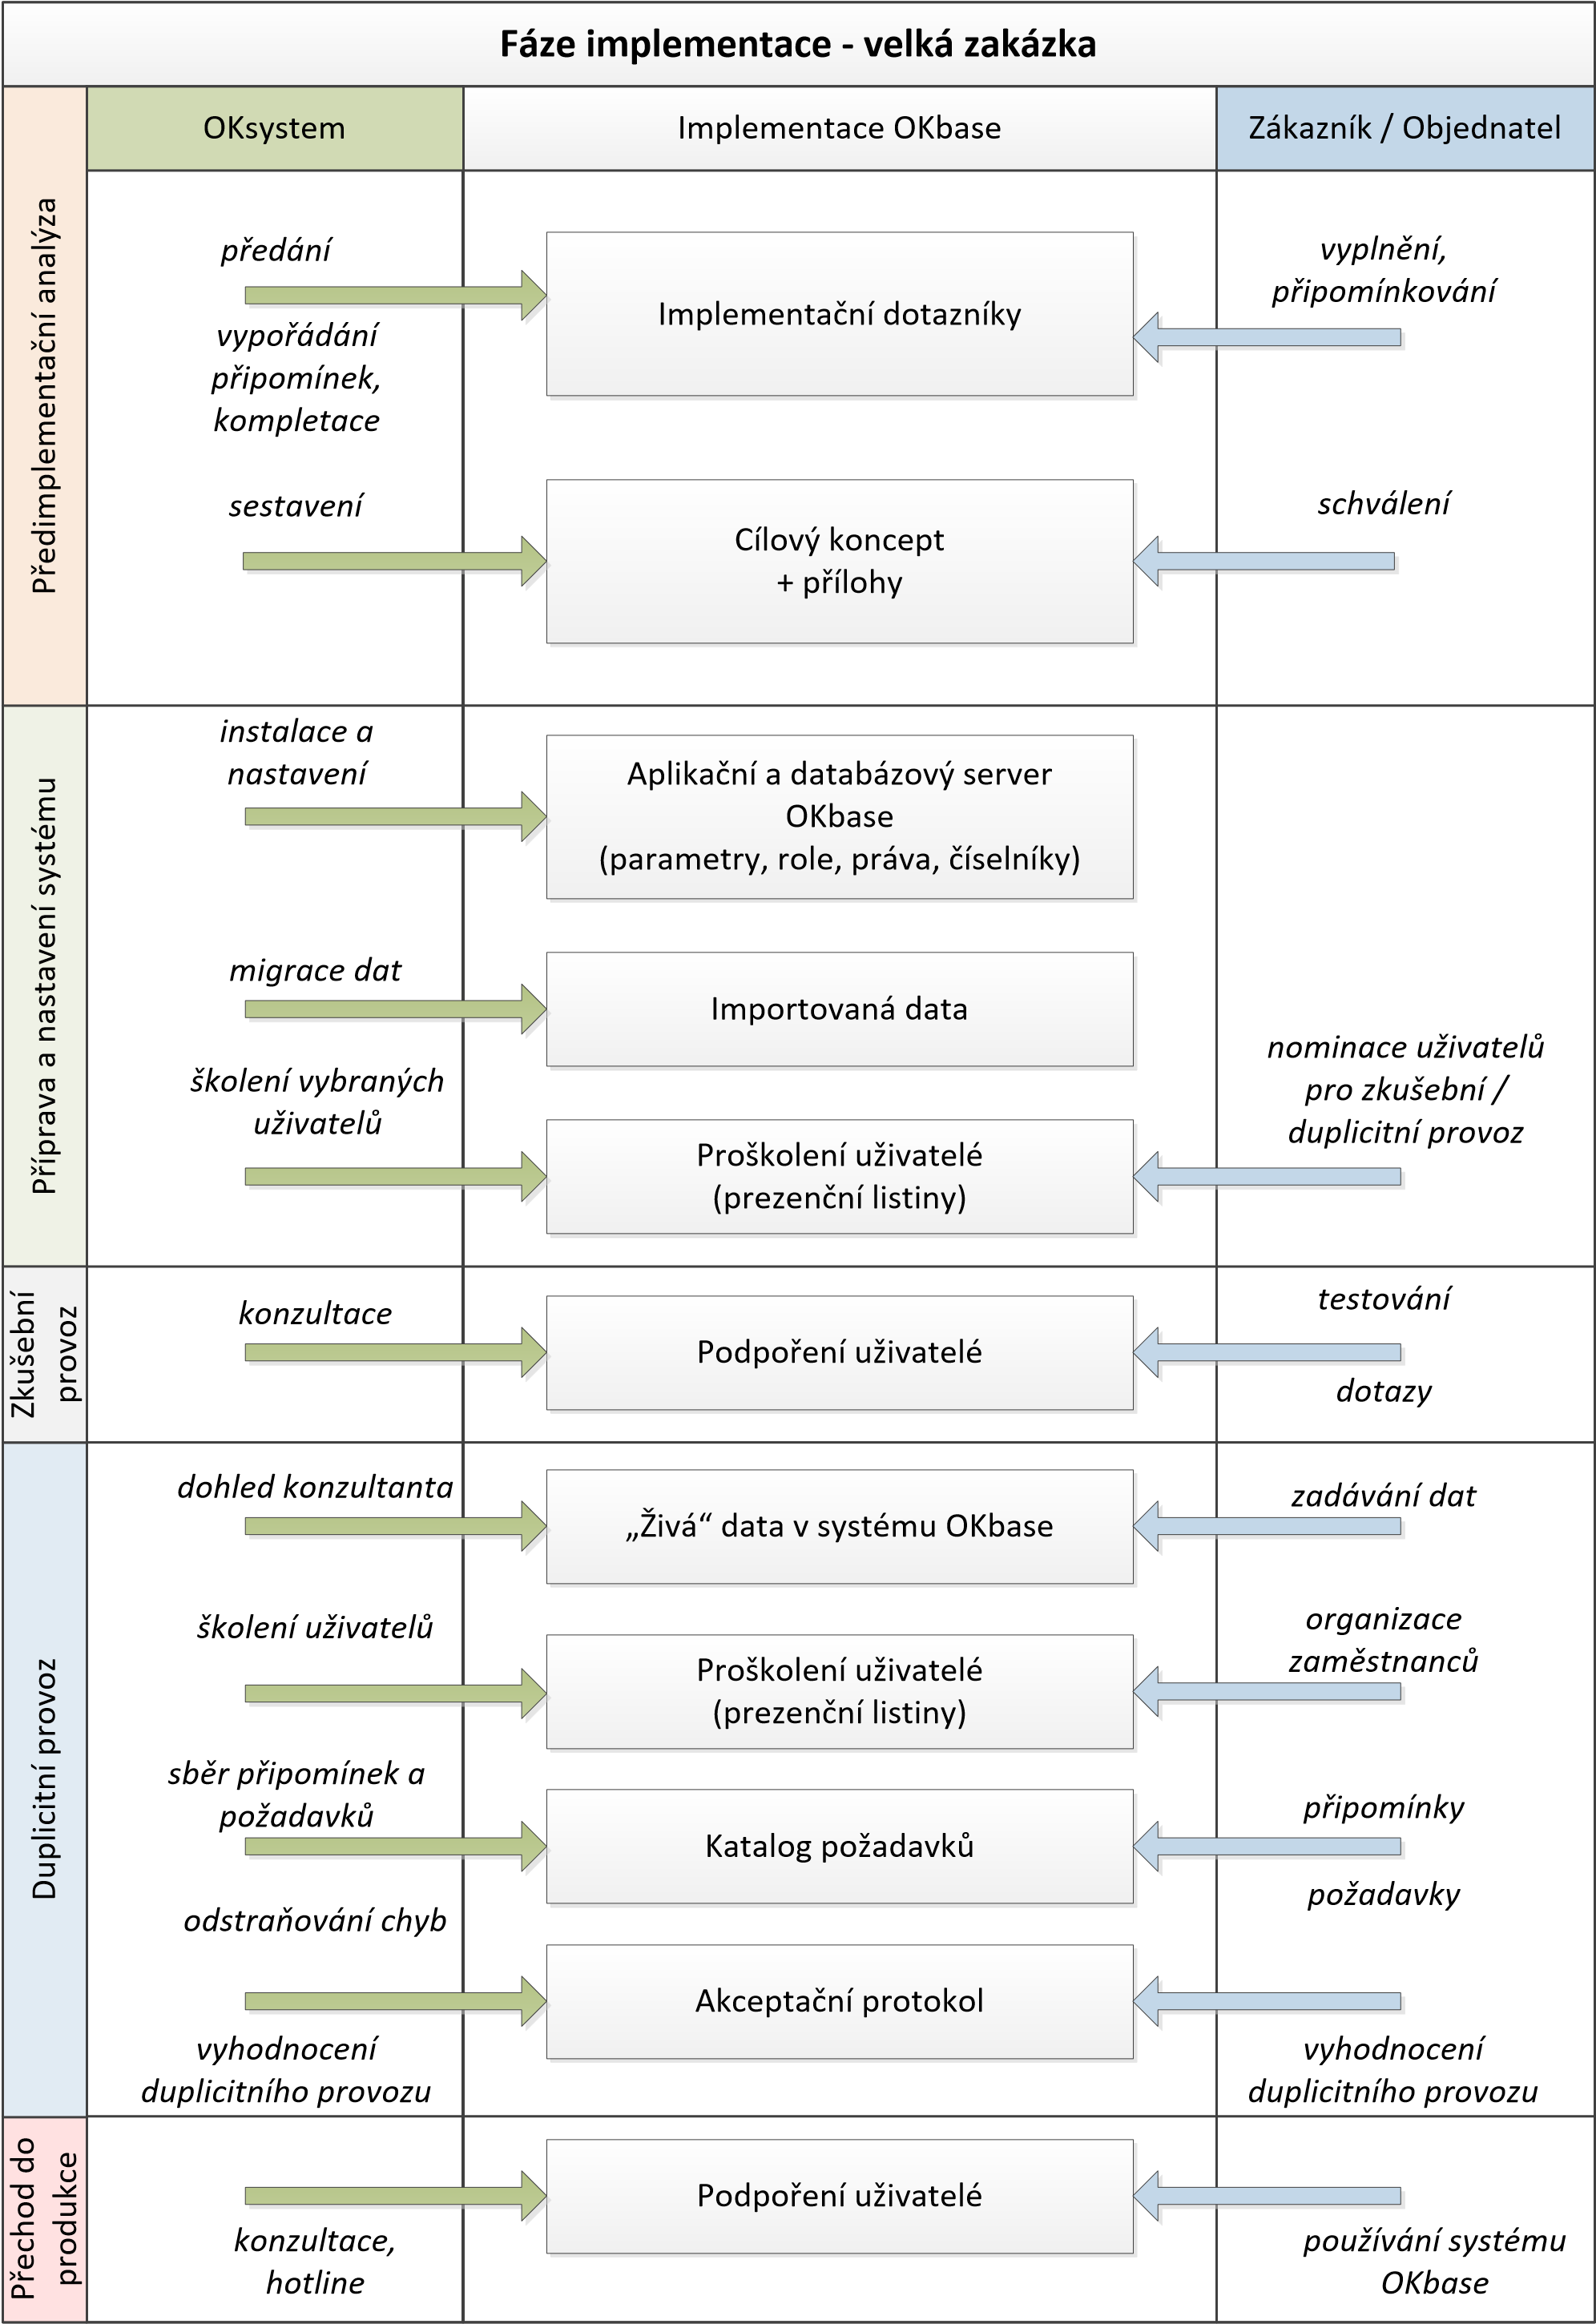 Fáze implementace - velká zakázka
OKsystem
Implementace OKbase
Zákazník / Objednatel
Předimplementační analýza
předání
vypořádání
připomínek,
kompletace
Implementační dotazníky
vyplnění,
připomínkování
sestavení
Cílový koncept
+ přílohy
schválení
Příprava a nastavení systému
instalace a
nastavení
Aplikační a databázový server
OKbase
(parametry, role, práva, číselníky)
migrace dat
Importovaná data
školení vybraných
uživatelů
Proškolení uživatelé
(prezenční listiny)
nominace uživatelů
pro zkušební /
duplicitní provoz
Zkušební
provoz
konzultace
Podpoření uživatelé
testování
dotazy
Duplicitní provoz
dohled konzultanta
„Živá“ data v systému OKbase
zadávání dat
školení uživatelů
Proškolení uživatelé
(prezenční listiny)
organizace
zaměstnanců
sběr připomínek a
požadavků
Katalog požadavků
připomínky
požadavky
odstraňování chyb
vyhodnocení
duplicitního provozu
Akceptační protokol
vyhodnocení
duplicitního provozu
Přechod do
produkce
konzultace,
hotline
Podpoření uživatelé
používání systému
OKbase